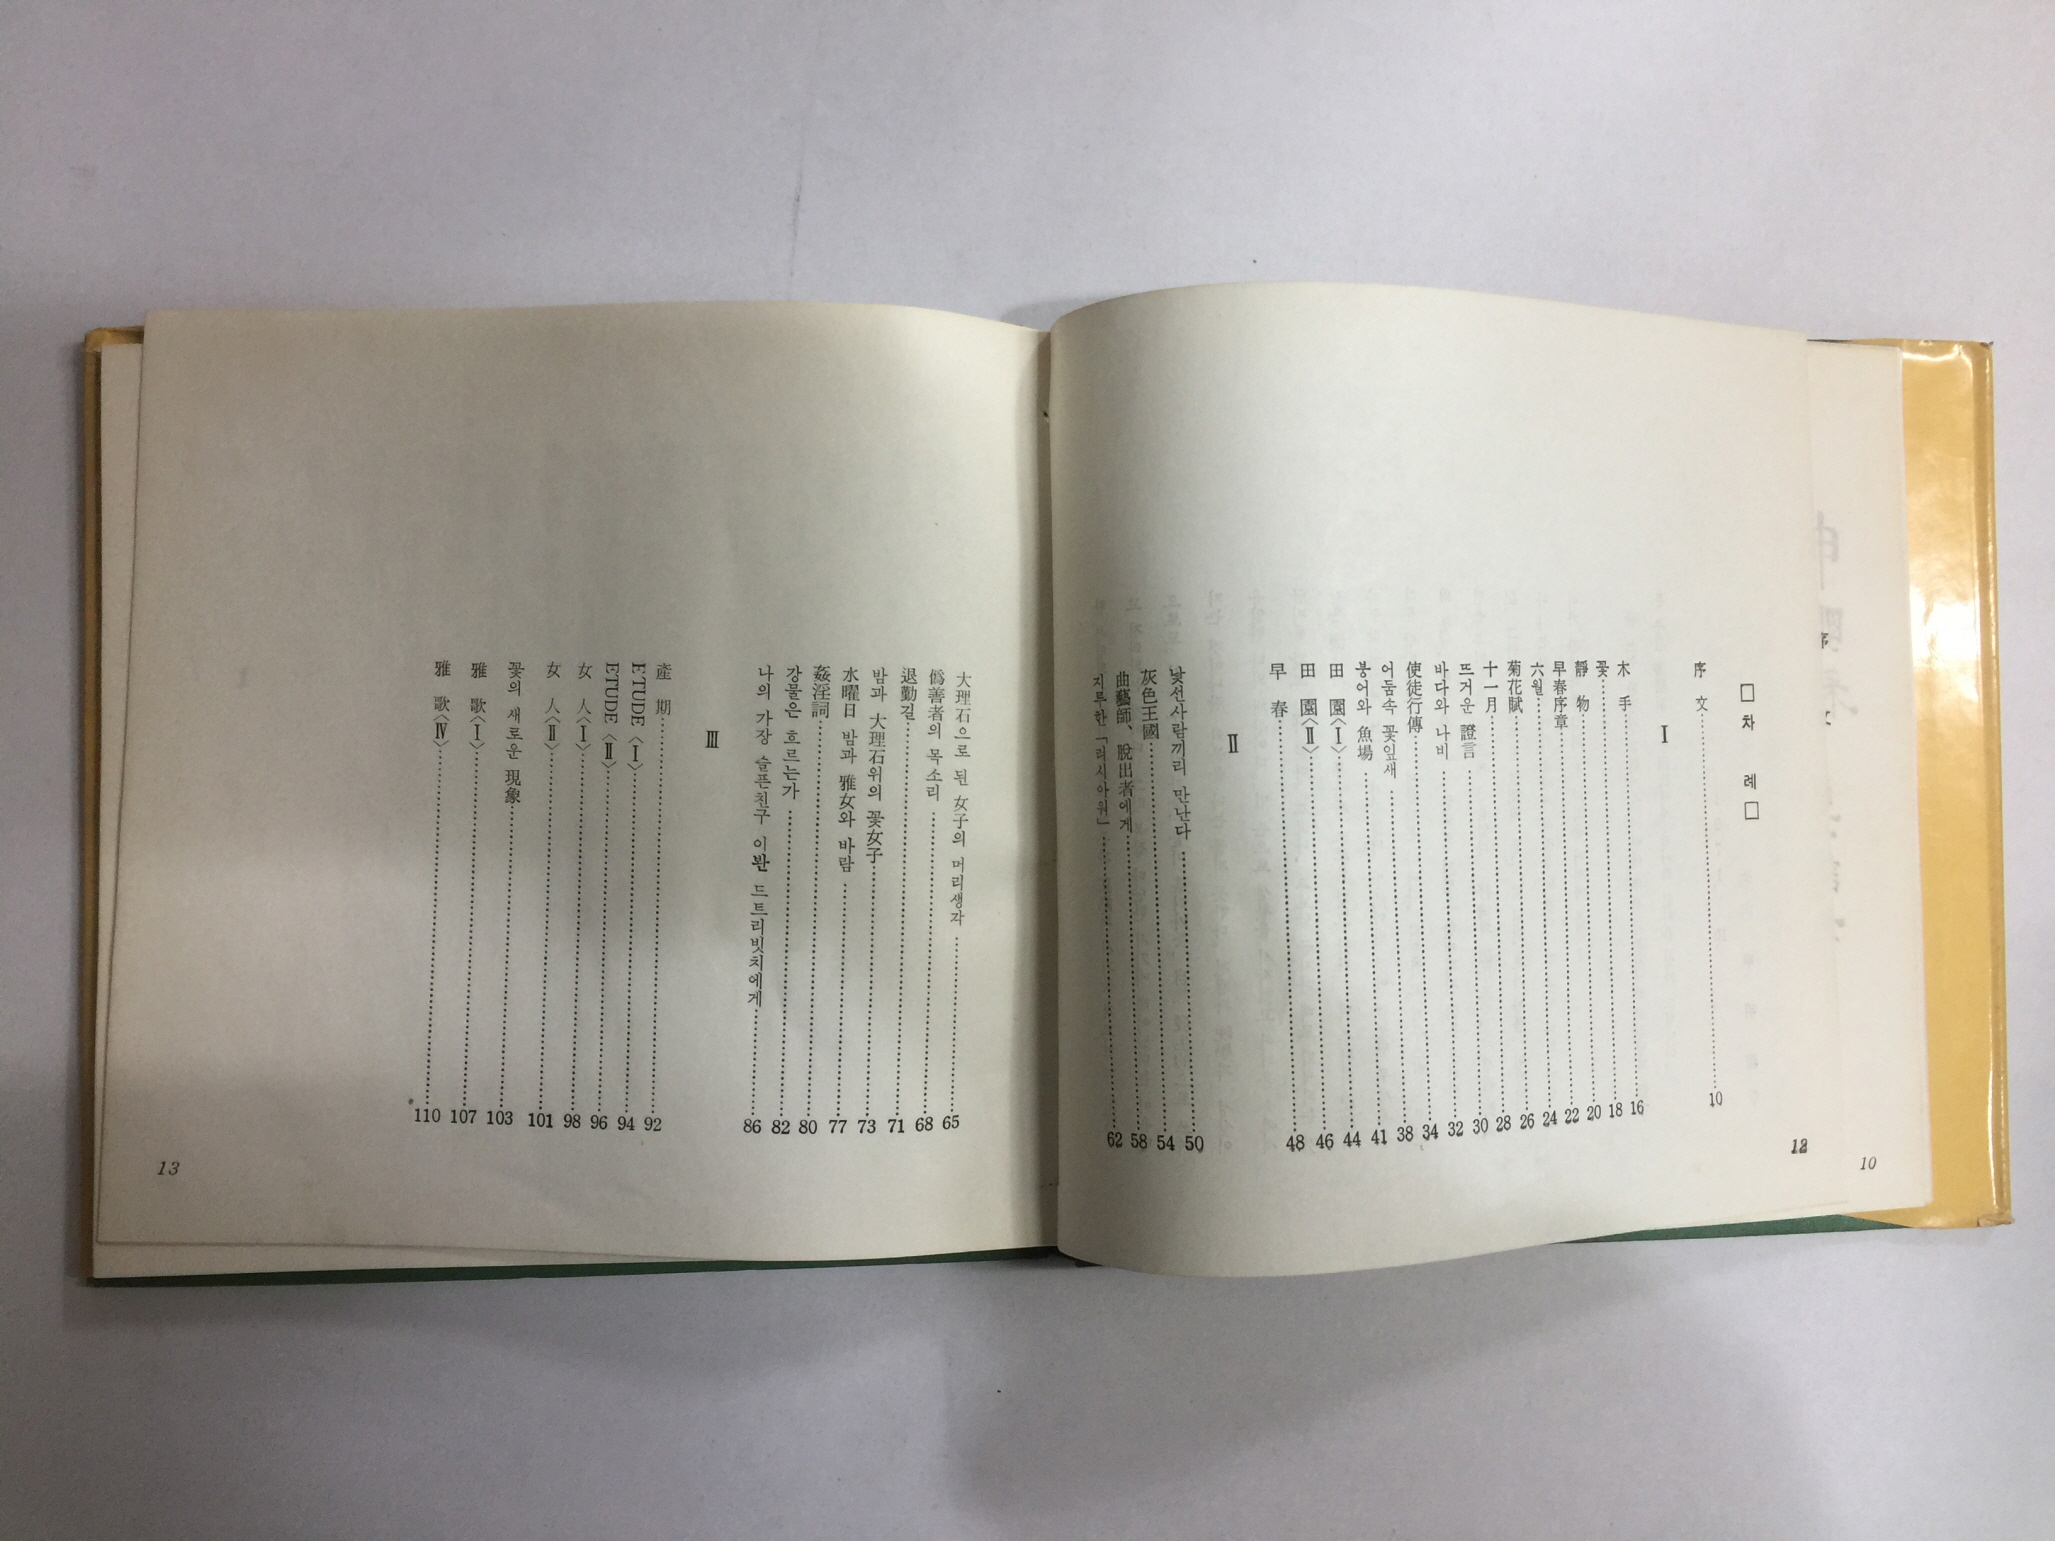 □차 례□
序 文 10
Ⅰ
木 手 16
꽃 18
靜 物 20
早春序章 22
六월 24
菊花賦 26
十一月 28
뜨거운 證言 30
바다와 나비 32
使徒行傳 34
어둠속 꽃잎새 38
붕어와 魚場 41
田 園〈Ⅰ〉 44
田 園〈Ⅱ〉 46
早 春 48
Ⅱ
낯선사람끼리 만난다 50
灰色王國 54
曲藝師、脫出者에게 58
지루한「러시아워」 62
12
大理石으로 된 女子의 머리생각 65
僞善者의 목소리 68
退勤길 71
밤과 大理石위의 꽃女子 73
水曜日 밤과 雅女와 바람 77
姦淫詞 80
강물은 흐르는가 82
나의 가장 슬픈친구 이봔 드트리빗치에게 86
Ⅲ
產 期 92
ETUDE〈Ⅰ〉 94
ETUDE〈Ⅱ〉 96
女 人〈Ⅰ〉 98
女 人〈Ⅱ〉 101
꽃의 새로운 現象 103
雅 歌〈Ⅰ〉 107
雅 歌〈Ⅳ〉 110
13
序 文
10